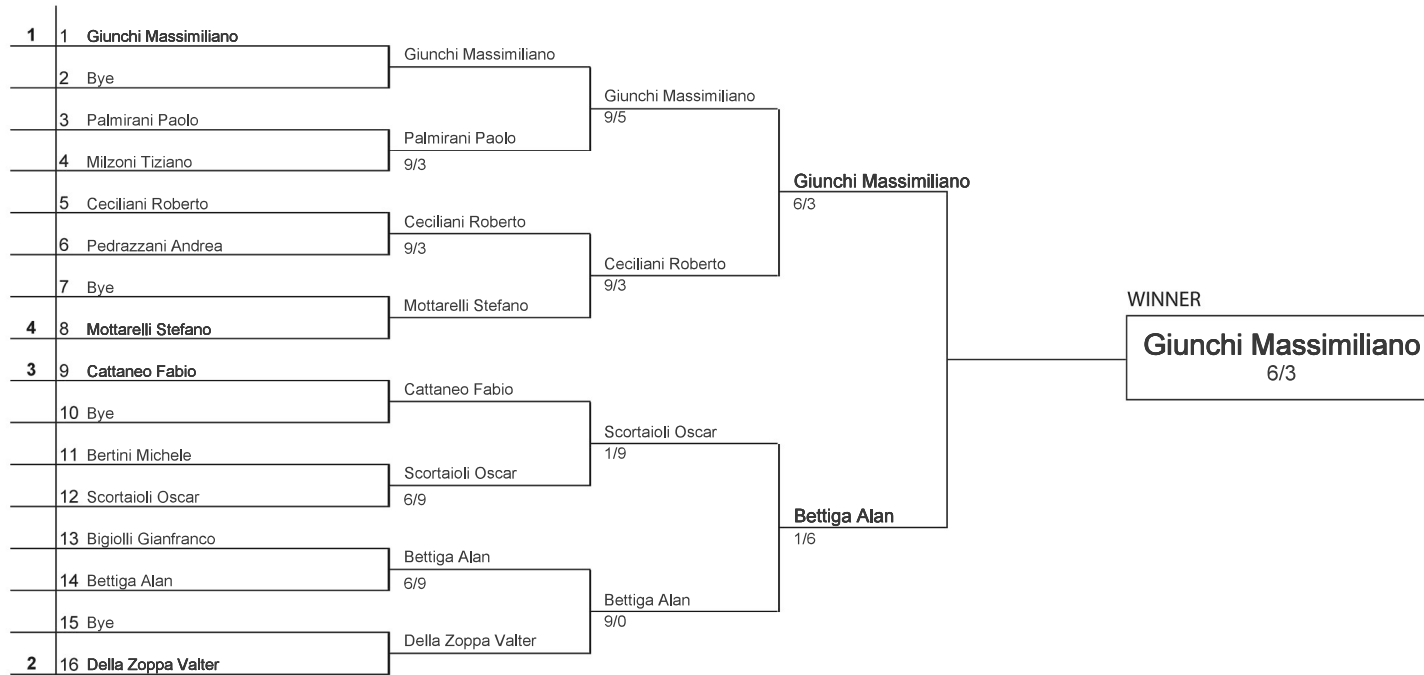 1 1 Giunchi Massimiliano
Giunchi Massimiliano
2 Bye
Giunchi Massimiliano
9/5
3 Palmirani Paolo
Palmirani Paolo
9/3
4 Milzoni Tiziano
Giunchi Massimiliano
6/3
5 Ceciliani Roberto
Ceciliani Roberto
9/3
6 Pedrazzani Andrea
Ceciliani Roberto
9/3
7 Bye
Mottarelli Stefano
4 8 Mottarelli Stefano
WINNER
Giunchi Massimiliano
6/3
3 9 Cattaneo Fabio
Cattaneo Fabio
10 Bye
Scortaioli Oscar
1/9
11 Bertini Michele
Scortaioli Oscar
6/9
12 Scortaioli Oscar
Bettiga Alan
1/6
13 Bigiolli Gianfranco
Bettiga Alan
6/9
14 Bettiga Alan
Bettiga Alan
9/0
15 Bye
Della Zoppa Valter
2 16 Della Zoppa Valter